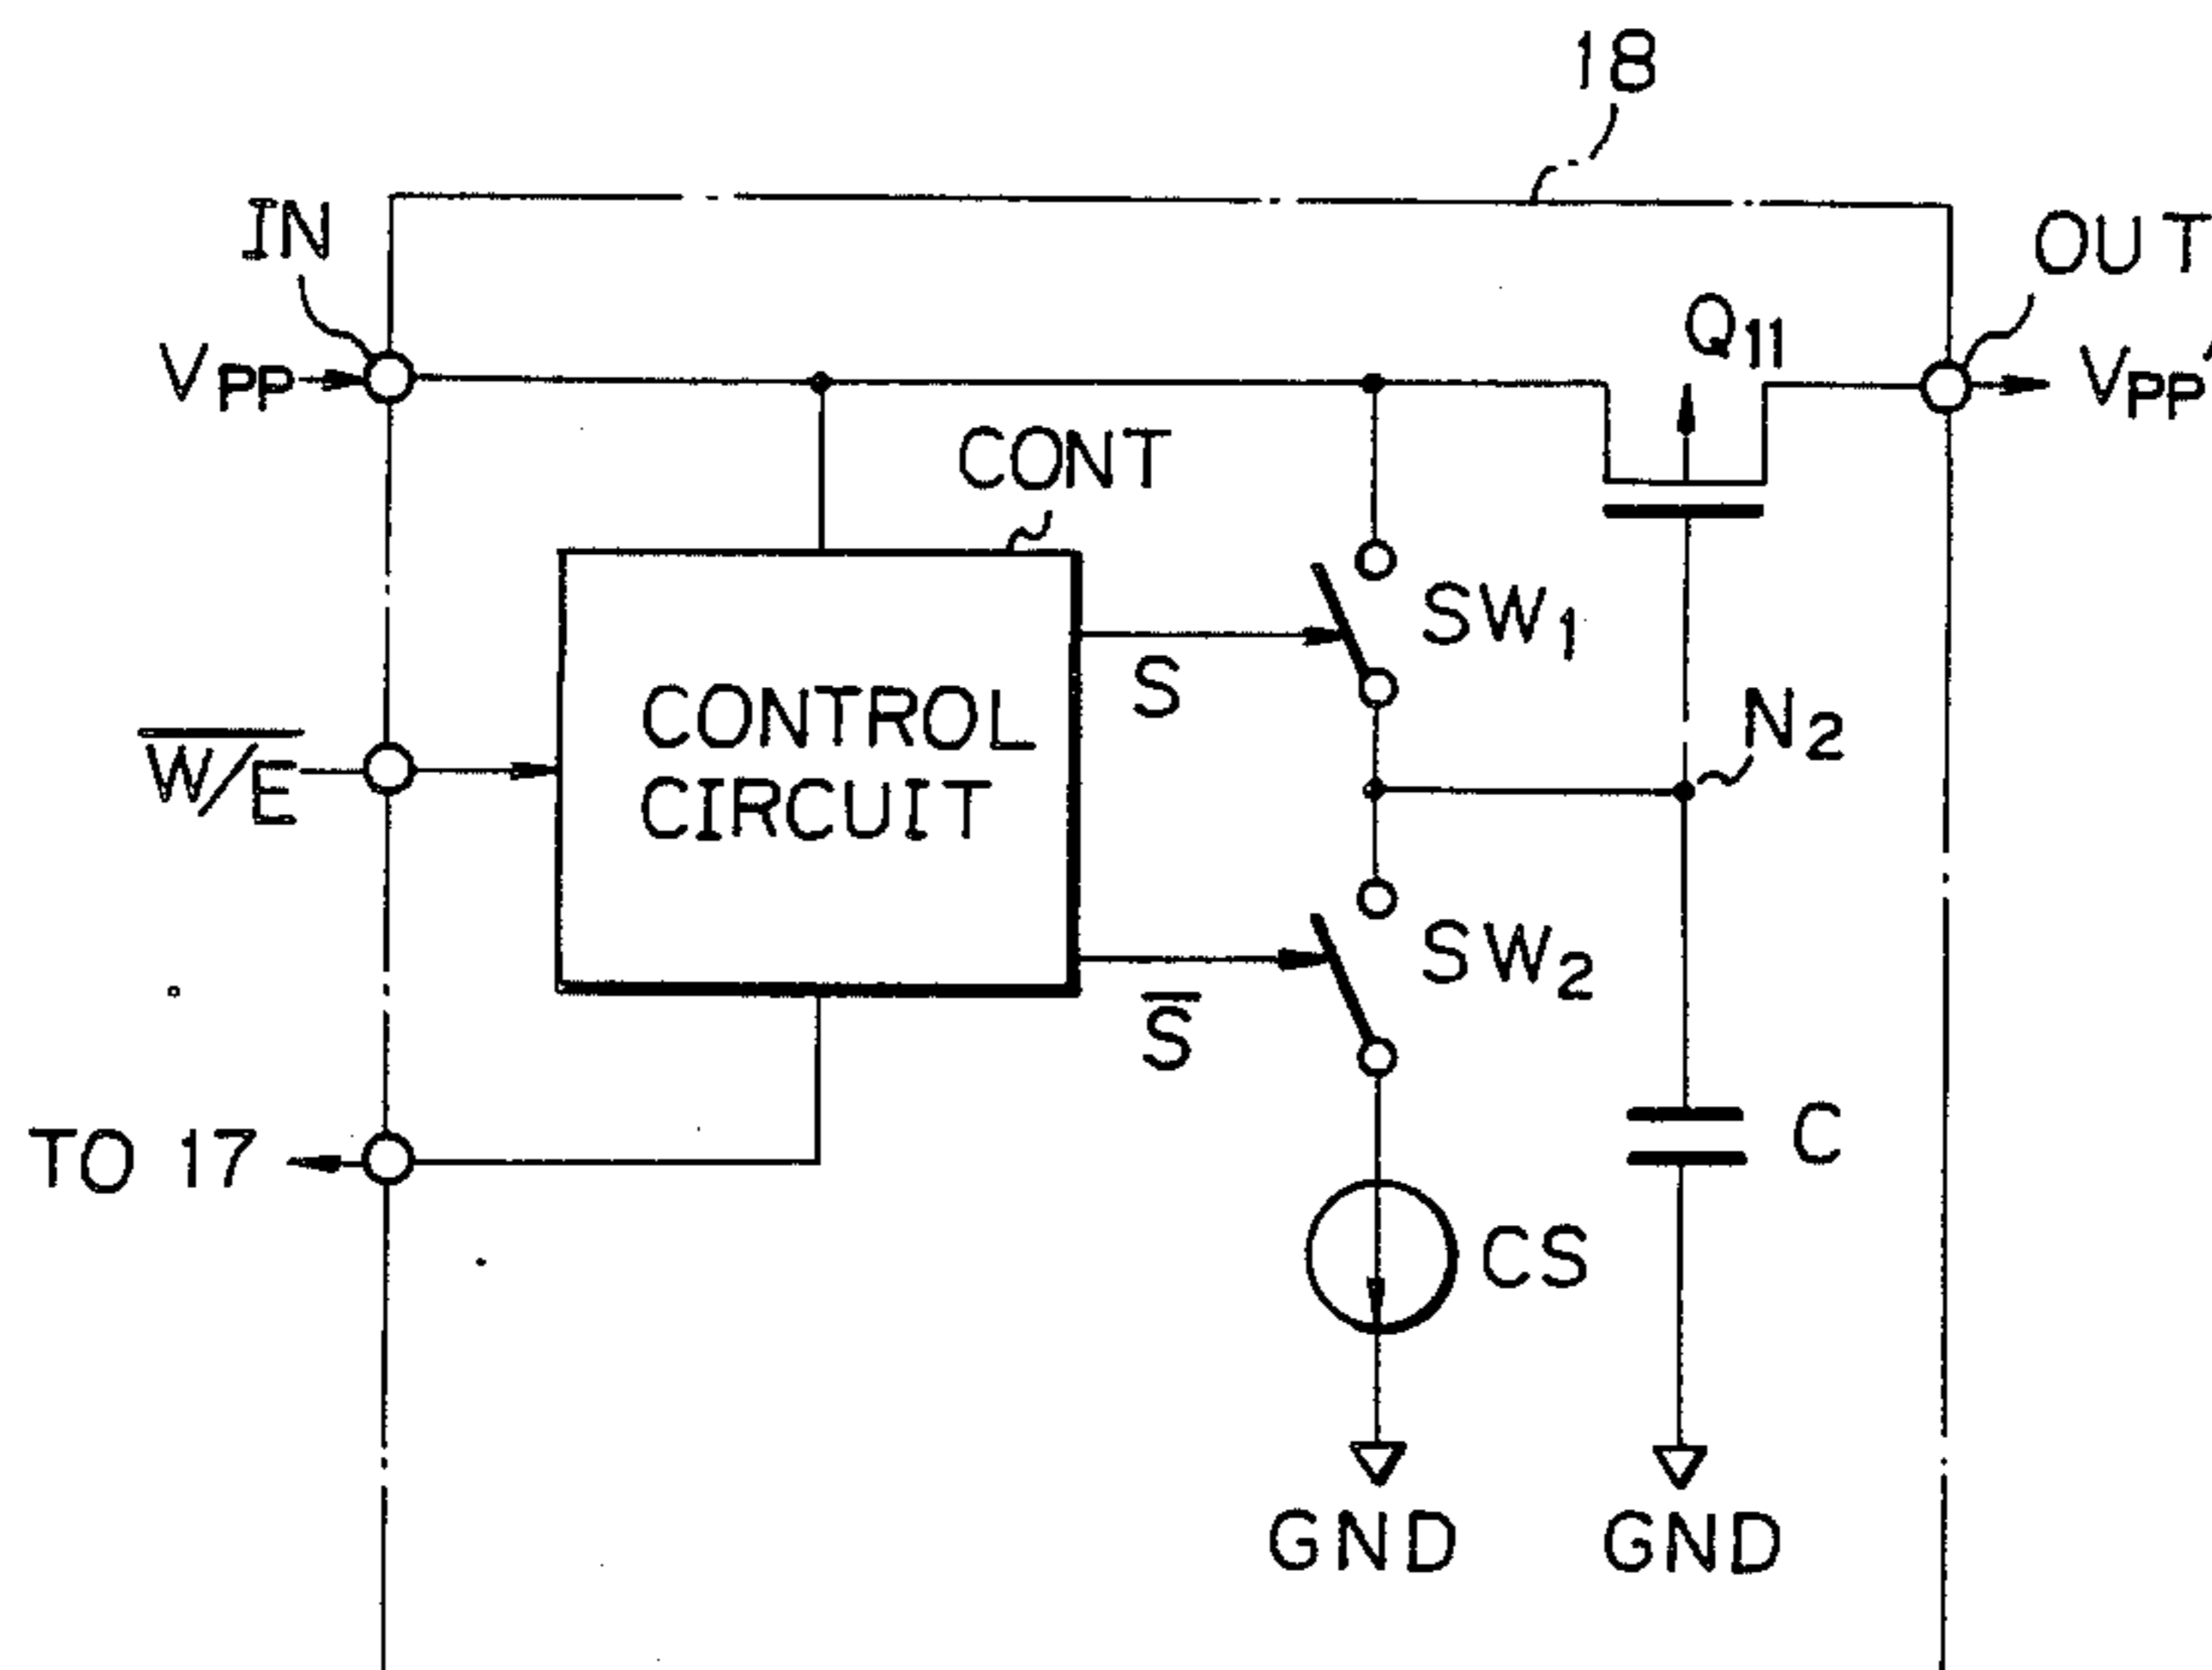 18
IN
OUT
Q11
VPP
VPP'
CONT
SW1
S
CONTROL
CIRCUIT
N2
W/E
SW2
S
TO 17
C
CS
GND
GND